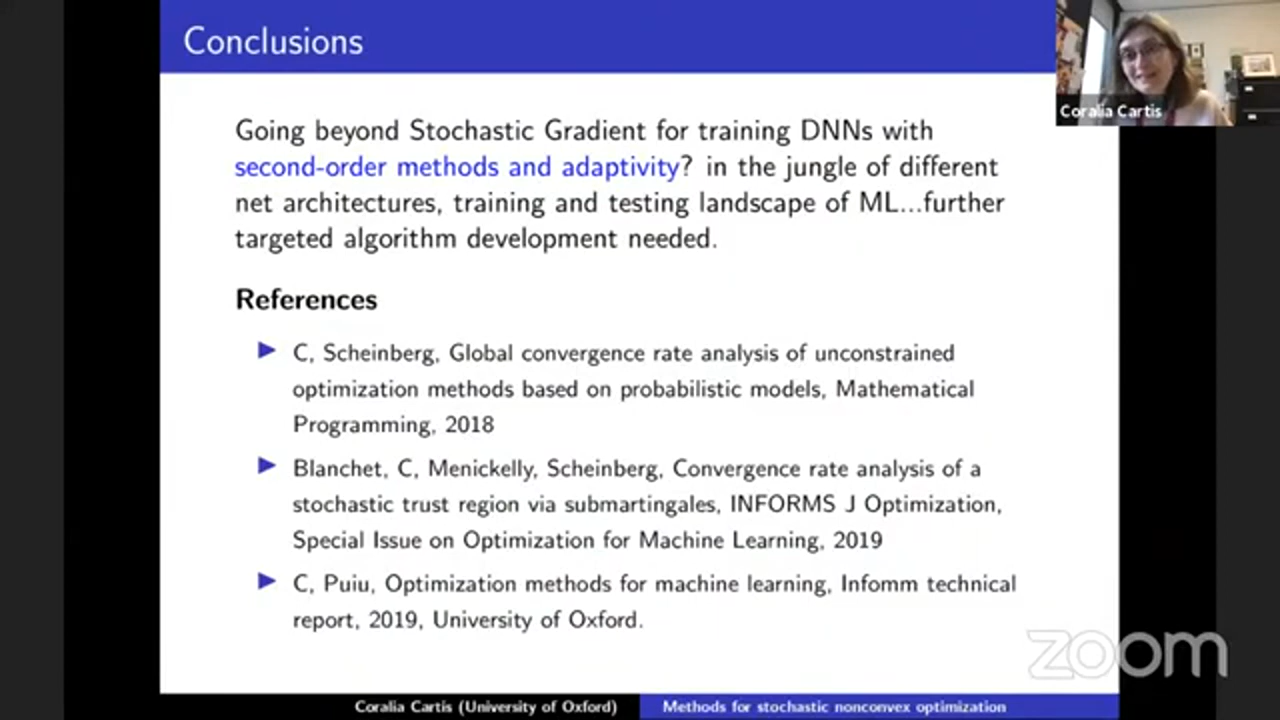 Conclusions
Coralia Cartis
Going beyond Stochastic Gradient for training DNNs with
second-order methods and adaptivity? in the jungle of different
net architectures, training and testing landscape of ML...further
targeted algorithm development needed.
References
C, Scheinberg, Global convergence rate analysis of unconstrained
optimization methods based on probabilistic models, Mathematical
Programming, 2018
Blanchet, C, Menickelly, Scheinberg, Convergence rate analysis of a
stochastic trust region via submartingales, INFORMS J Optimization,
Special Issue on Optimization for Machine Learning, 2019
C, Puiu, Optimization methods for machine learning, Infomm technical
report, 2019, University of Oxford.
zoom
Coralia Cartis (University of Oxford)
Methods for stochastic nonconvex optimization